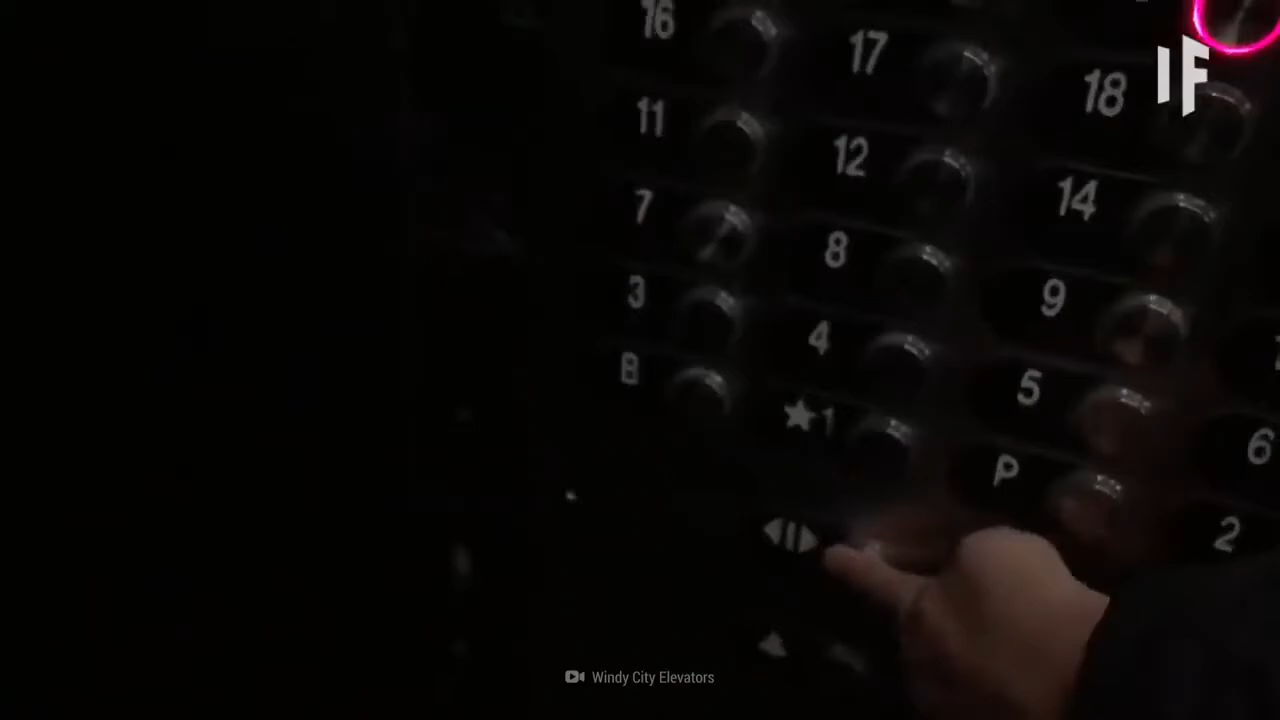 16 17 18
IF
11 12 14
7 8 9
3 4 5 6
B ★1 P 2
Windy City Elevators